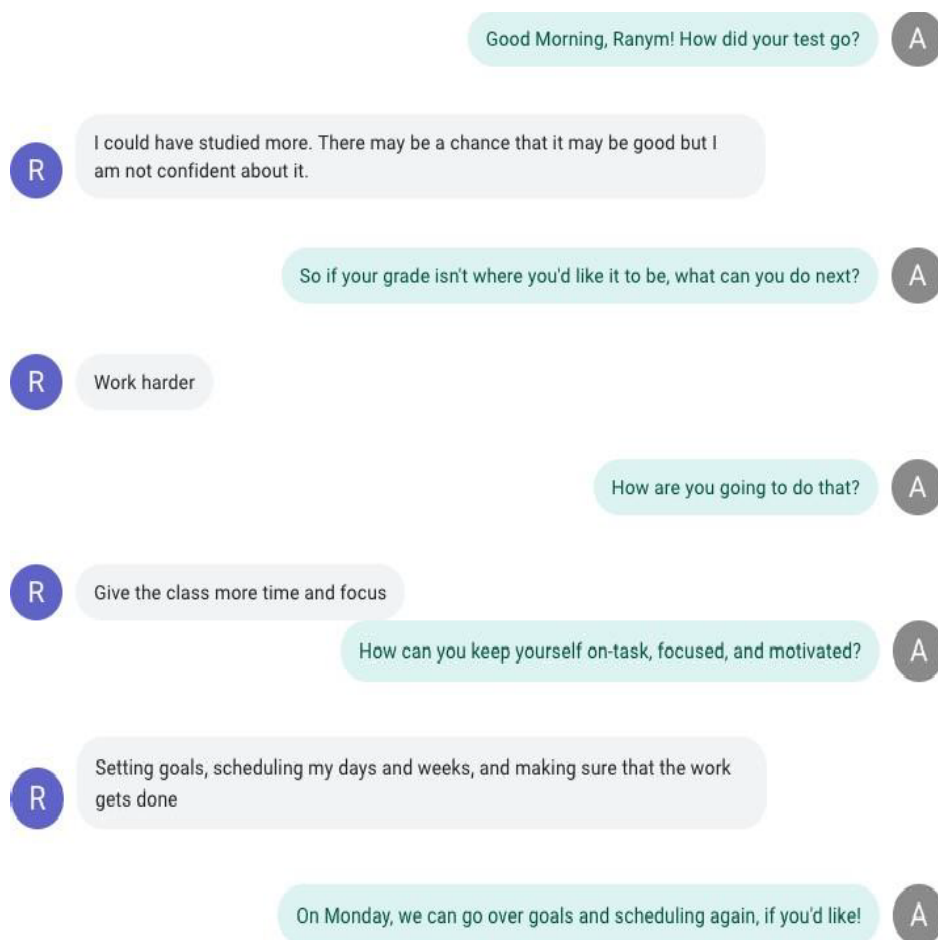 Good Morning, Ranym! How did your test go?
A
I could have studied more. There may be a chance that it may be good but I
am not confident about it.
R
So if your grade isn't where you'd like it to be, what can you do next?
A
R
Work harder
How are you going to do that?
A
R
Give the class more time and focus
How can you keep yourself on-task, focused, and motivated?
A
Setting goals, scheduling my days and weeks, and making sure that the work
gets done
R
On Monday, we can go over goals and scheduling again, if you'd like!
A